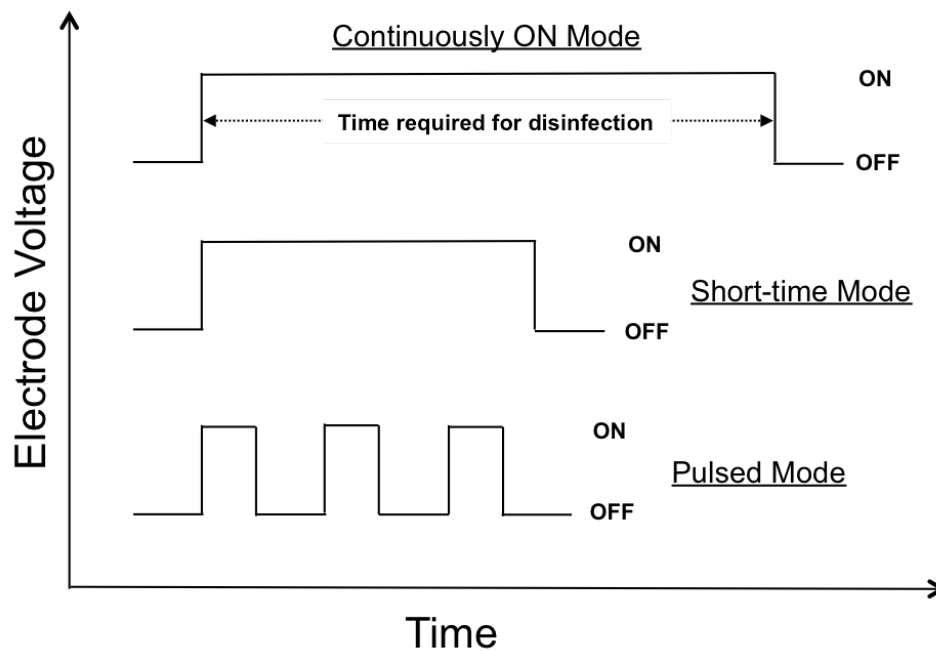 Continuously ON Mode
ON
Time required for disinfection
OFF
ON
Short-time Mode
OFF
ON
Pulsed Mode
OFF
Electrode Voltage
Time